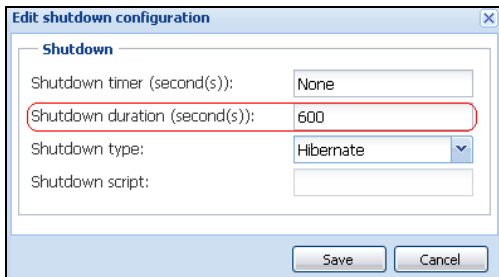 Edit shutdown configuration
Shutdown
Shutdown timer (second(s)): None
Shutdown duration (second(s)): 600
Shutdown type: Hibernate
Shutdown script:
Save Cancel